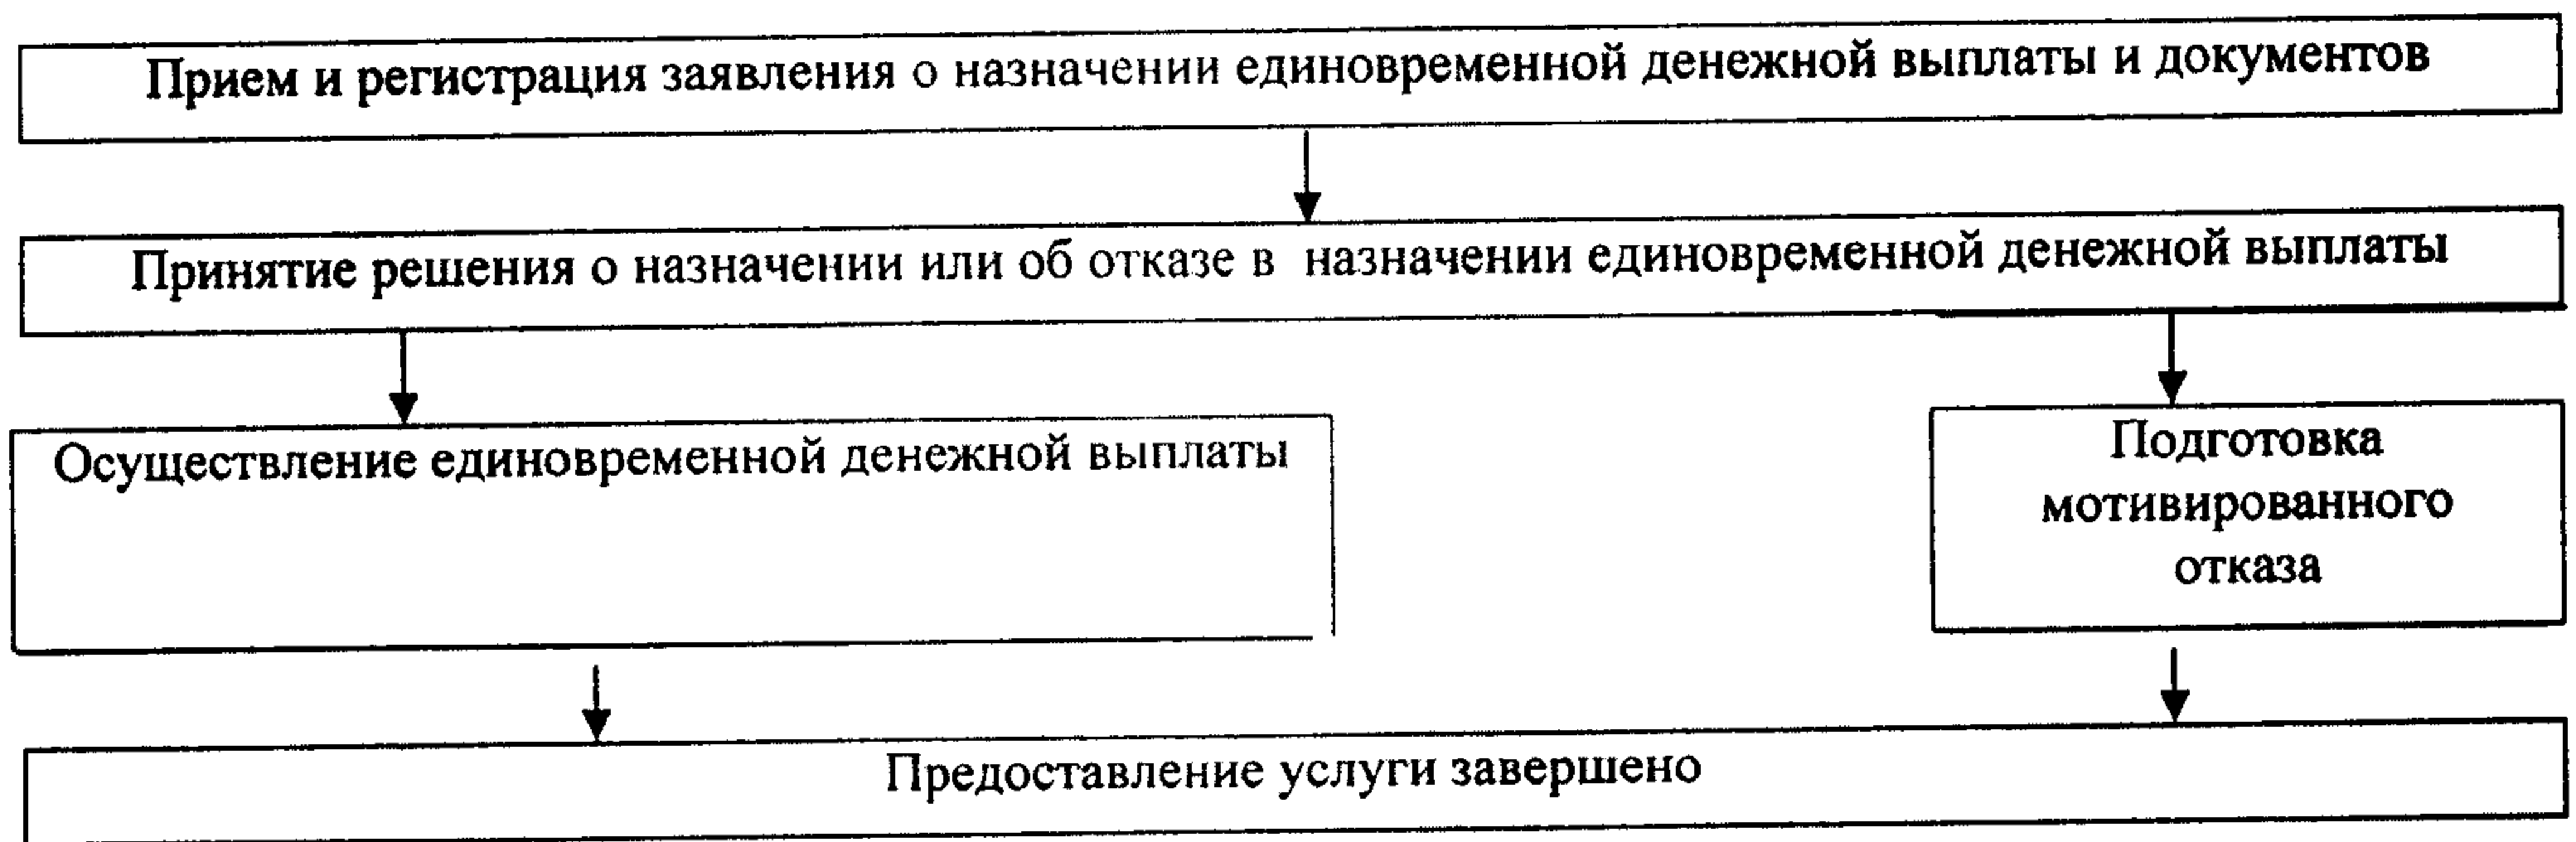 Прием и регистрация заявления о назначении единовременной денежной выплаты и документов
Принятие решения о назначении или об отказе в назначении единовременной денежной выплаты
Осуществление единовременной денежной выплаты
Подготовка
мотивированного
отказа
Предоставление услуги завершено